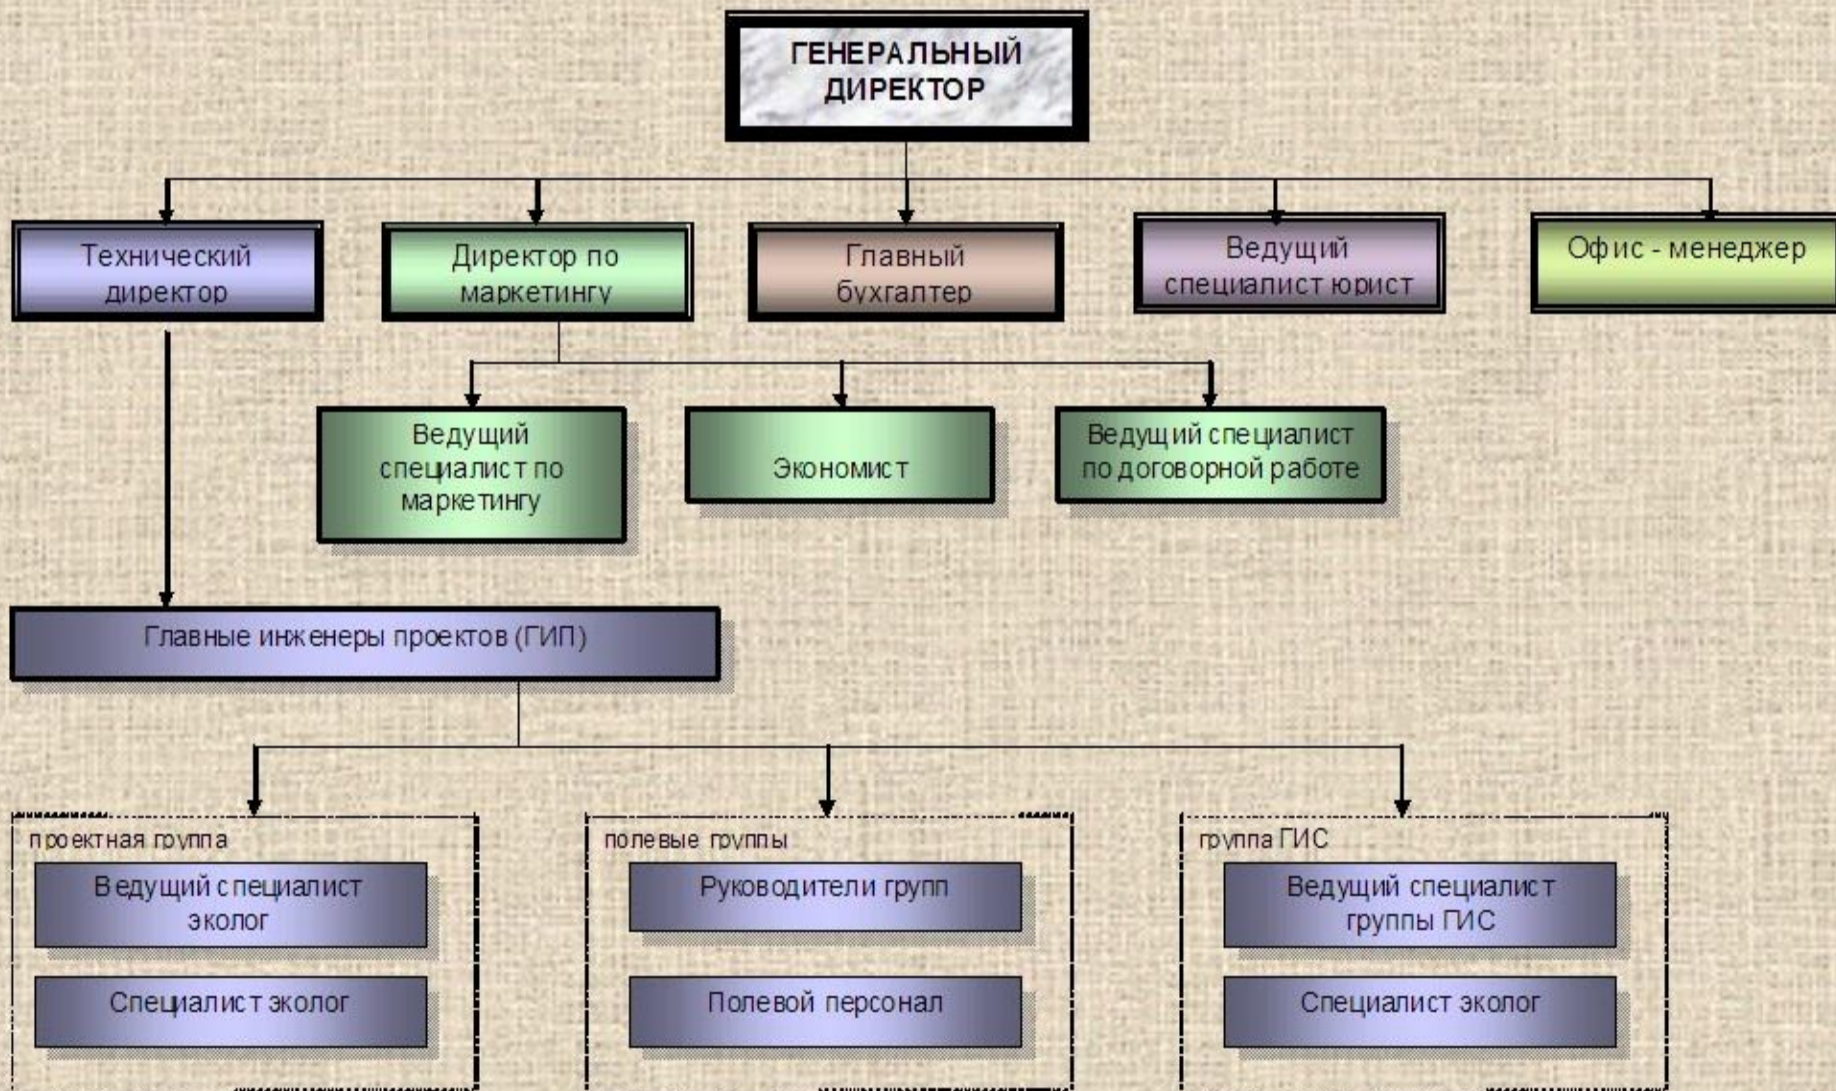 ГЕНЕРАЛЬНЫЙ
ДИРЕКТОР
Технический
директор
Директор по
маркетингу
Главный
бухгалтер
Ведущий
специалист юрист
Офис - менеджер
Ведущий
специалист по
маркетингу
Экономист
Ведущий специалист
по договорной работе
Главные инженеры проектов (ГИП)
проектная группа
Ведущий специалист
эколог
Специалист эколог
полевые группы
Руководители групп
Полевой персонал
группа ГИС
Ведущий специалист
группы ГИС
Специалист эколог